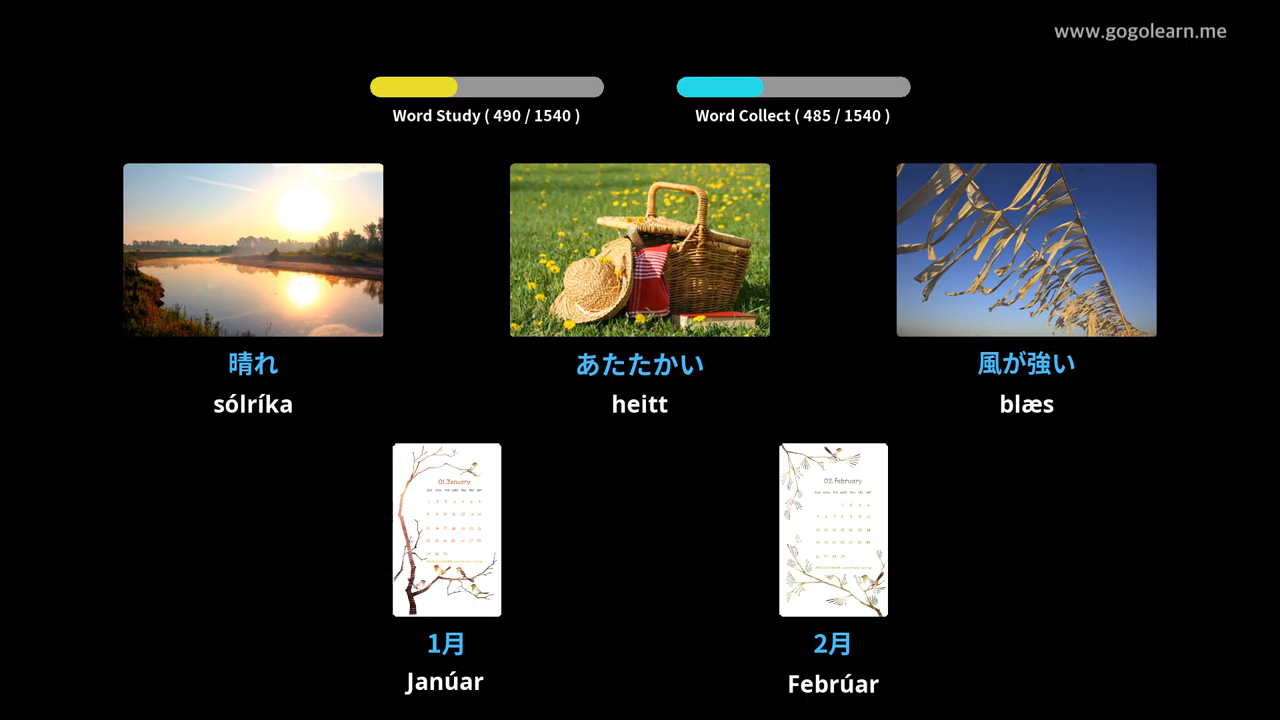 www.gogolearn.me
Word Study ( 490 / 1540 )
Word Collect ( 485 / 1540 )
晴れ
sólríka
あたたかい
heitt
風が強い
blæs
01.January
02.February
1月
Janúar
2月
Febrúar